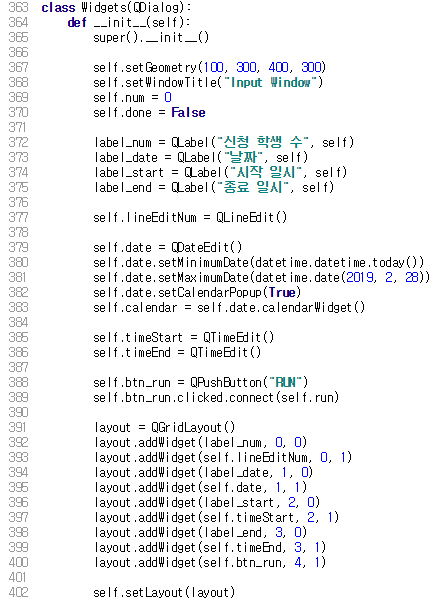 363 class Widgets(QDialog):
364     def __init__(self):
365         super().__init__()
366
367         self.setGeometry(100, 300, 400, 300)
368         self.setWindowTitle("Input Window")
369         self.num = 0
370         self.done = False
371
372         label_num = QLabel("신청 학생 수", self)
373         label_date = QLabel("날짜", self)
374         label_start = QLabel("시작 일시", self)
375         label_end = QLabel("종료 일시", self)
376
377         self.lineEditNum = QLineEdit()
378
379         self.date = QDateEdit()
380         self.date.setMinimumDate(datetime.datetime.today())
381         self.date.setMaximumDate(datetime.date(2019, 2, 28))
382         self.date.setCalendarPopup(True)
383         self.calendar = self.date.calendarWidget()
384
385         self.timeStart = QTimeEdit()
386         self.timeEnd = QTimeEdit()
387
388         self.btn_run = QPushButton("RUN")
389         self.btn_run.clicked.connect(self.run)
390
391         layout = QGridLayout()
392         layout.addWidget(label_num, 0, 0)
393         layout.addWidget(self.lineEditNum, 0, 1)
394         layout.addWidget(label_date, 1, 0)
395         layout.addWidget(self.date, 1, 1)
396         layout.addWidget(label_start, 2, 0)
397         layout.addWidget(self.timeStart, 2, 1)
398         layout.addWidget(label_end, 3, 0)
399         layout.addWidget(self.timeEnd, 3, 1)
400         layout.addWidget(self.btn_run, 4, 1)
401
402         self.setLayout(layout)